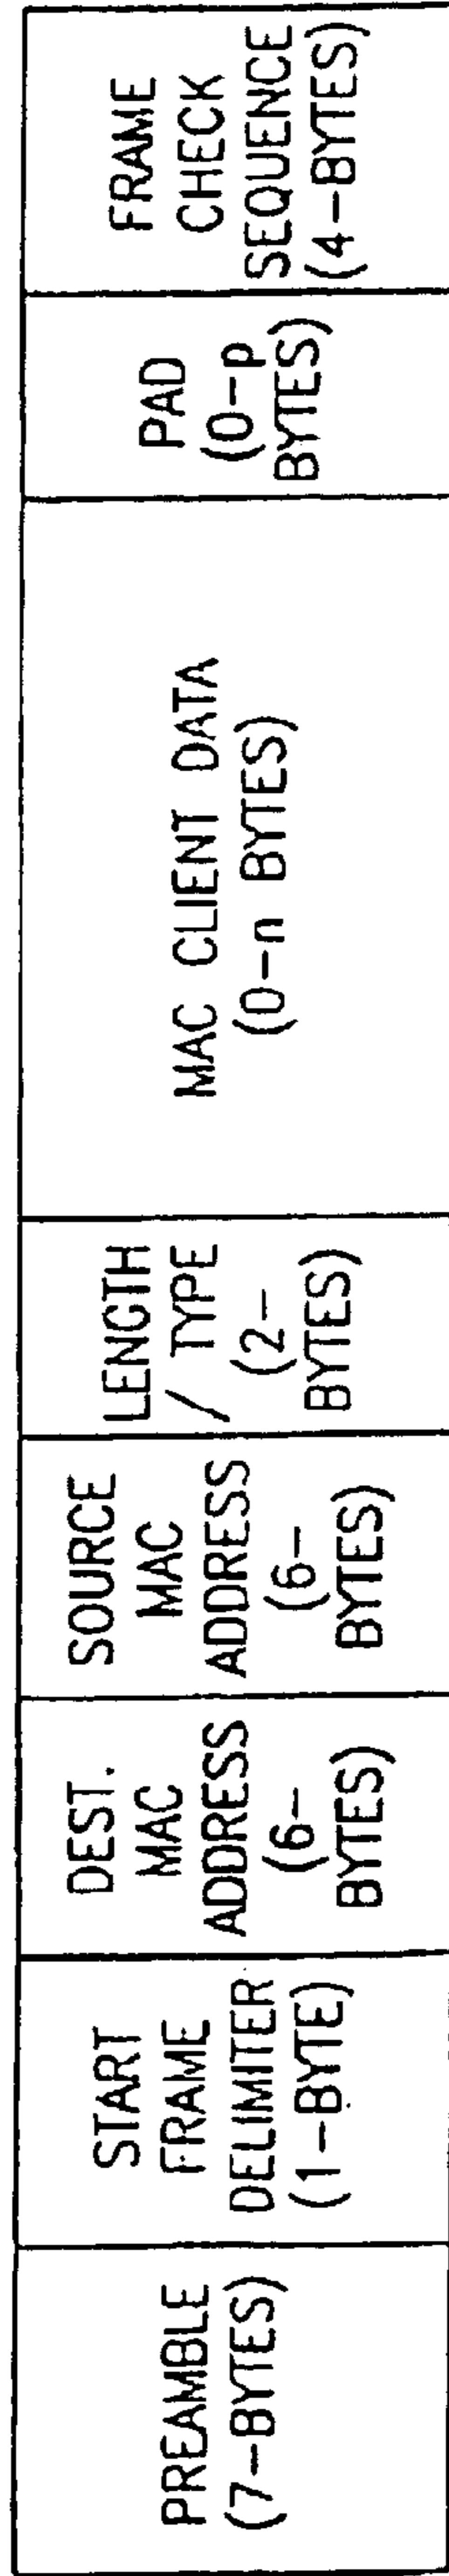 PREAMBLE
(7-BYTES)
START
FRAME
DELIMITER
(1-BYTE)
DEST.
MAC
ADDRESS
(6-
BYTES)
SOURCE
MAC
ADDRESS
(6-
BYTES)
LENGTH
/ TYPE
(2-
BYTES)
MAC CLIENT DATA
(0-n BYTES)
PAD
(0-p
BYTES)
FRAME
CHECK
SEQUENCE
(4-BYTES)